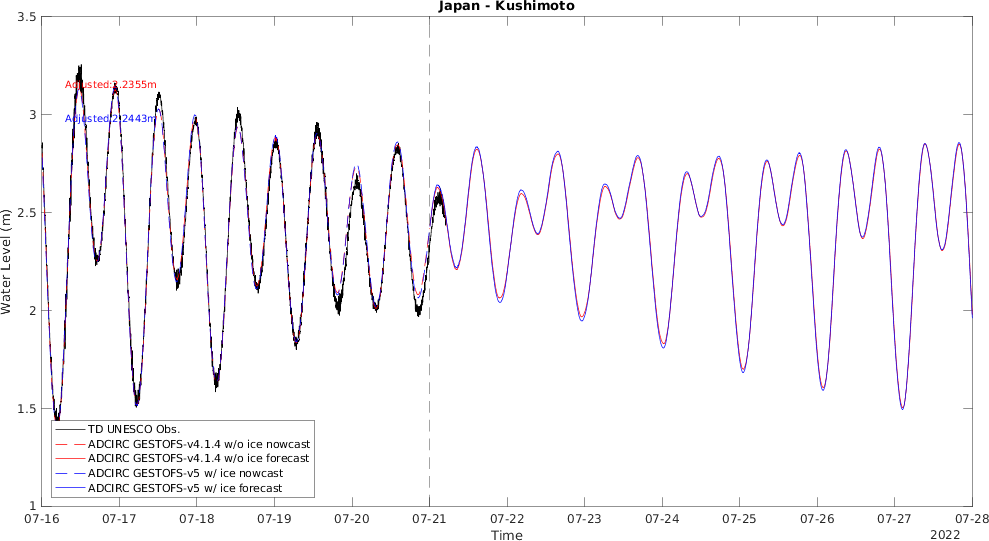 Japan - Kushimoto
3.5
3
2.5
2
1.5
1
Water Level (m)
Adjusted:2.2355m
Adjusted:2.2443m
TD UNESCO Obs.
ADCIRC GESTOFS-v4.1.4 w/o ice nowcast
ADCIRC GESTOFS-v4.1.4 w/o ice forecast
ADCIRC GESTOFS-v5 w/ ice nowcast
ADCIRC GESTOFS-v5 w/ ice forecast
07-16 07-17 07-18 07-19 07-20 07-21 07-22 07-23 07-24 07-25 07-26 07-27 07-28
Time
2022